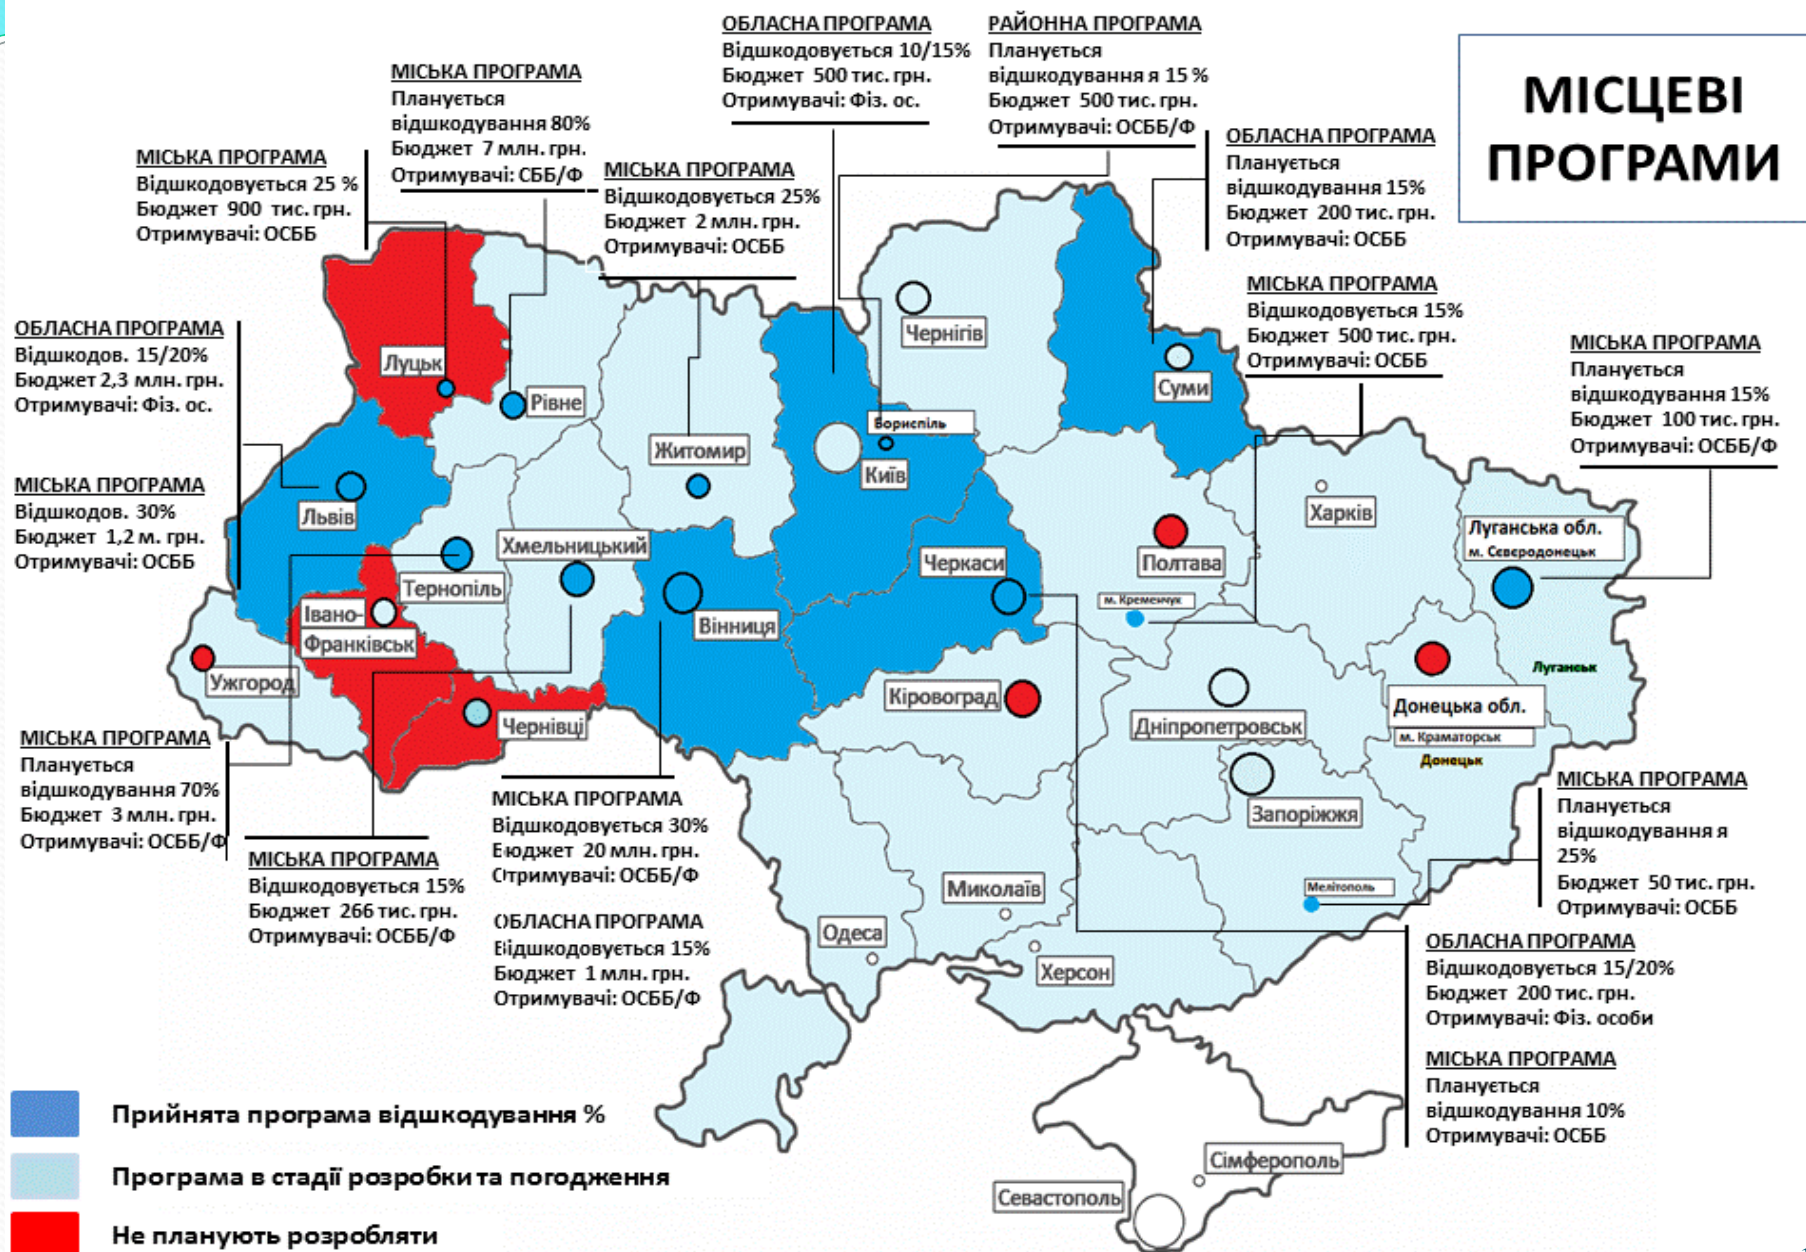 МІСЦЕВІ
ПРОГРАМИ
ОБЛАСНА ПРОГРАМА
Відшкодовується 10/15%
Бюджет 500 тис. грн.
Отримувачі: Фіз. ос.
РАЙОННА ПРОГРАМА
Планується
відшкодування я 15 %
Бюджет 500 тис. грн.
Отримувачі: ОСББ/Ф
МІСЬКА ПРОГРАМА
Планується
відшкодування 80%
Бюджет 7 млн. грн.
Отримувачі: СББ/Ф
МІСЬКА ПРОГРАМА
Відшкодовується 25 %
Бюджет 900 тис. грн.
Отримувачі: ОСББ
МІСЬКА ПРОГРАМА
Відшкодовується 25%
Бюджет 2 млн. грн.
Отримувачі: ОСББ
ОБЛАСНА ПРОГРАМА
Планується
відшкодування 15%
Бюджет 200 тис. грн.
Отримувачі: ОСББ
МІСЬКА ПРОГРАМА
Відшкодовується 15%
Бюджет 500 тис. грн.
Отримувачі: ОСББ
МІСЬКА ПРОГРАМА
Планується
відшкодування 15%
Бюджет 100 тис. грн.
Отримувачі: ОСББ/Ф
ОБЛАСНА ПРОГРАМА
Відшкодов. 15/20%
Бюджет 2,3 млн. грн.
Отримувачі: Фіз. ос.
МІСЬКА ПРОГРАМА
Відшкодов. 30%
Бюджет 1,2 м. грн.
Отримувачі: ОСББ
Луцьк
Рівне
Житомир
Чернігів
Суми
Бориспіль
Київ
Львів
Тернопіль
Хмельницький
Вінниця
Черкаси
Полтава
м. Кременчук
Харків
Луганська обл.
м. Сєвєродонецьк
Луганськ
Івано-
Франківськ
Ужгород
Чернівці
Кіровоград
Дніпропетровськ
Донецька обл.
м. Краматорськ
Донецьк
Запоріжжя
Мелітополь
Миколаїв
Одеса
Херсон
Сімферополь
Севастополь
МІСЬКА ПРОГРАМА
Планується
відшкодування 70%
Бюджет 3 млн. грн.
Отримувачі: ОСББ/Ф
МІСЬКА ПРОГРАМА
Відшкодовується 15%
Бюджет 266 тис. грн.
Отримувачі: ОСББ/Ф
МІСЬКА ПРОГРАМА
Відшкодовується 30%
Бюджет 20 млн. грн.
Отримувачі: ОСББ/Ф
ОБЛАСНА ПРОГРАМА
Відшкодовується 15%
Бюджет 1 млн. грн.
Отримувачі: ОСББ/Ф
МІСЬКА ПРОГРАМА
Планується
відшкодування я
25%
Бюджет 50 тис. грн.
Отримувачі: ОСББ
ОБЛАСНА ПРОГРАМА
Відшкодовується 15/20%
Бюджет 200 тис. грн.
Отримувачі: Фіз. особи
МІСЬКА ПРОГРАМА
Планується
відшкодування 10%
Отримувачі: ОСББ
Прийнята програма відшкодування %
Програма в стадії розробки та погодження
Не планують розробляти